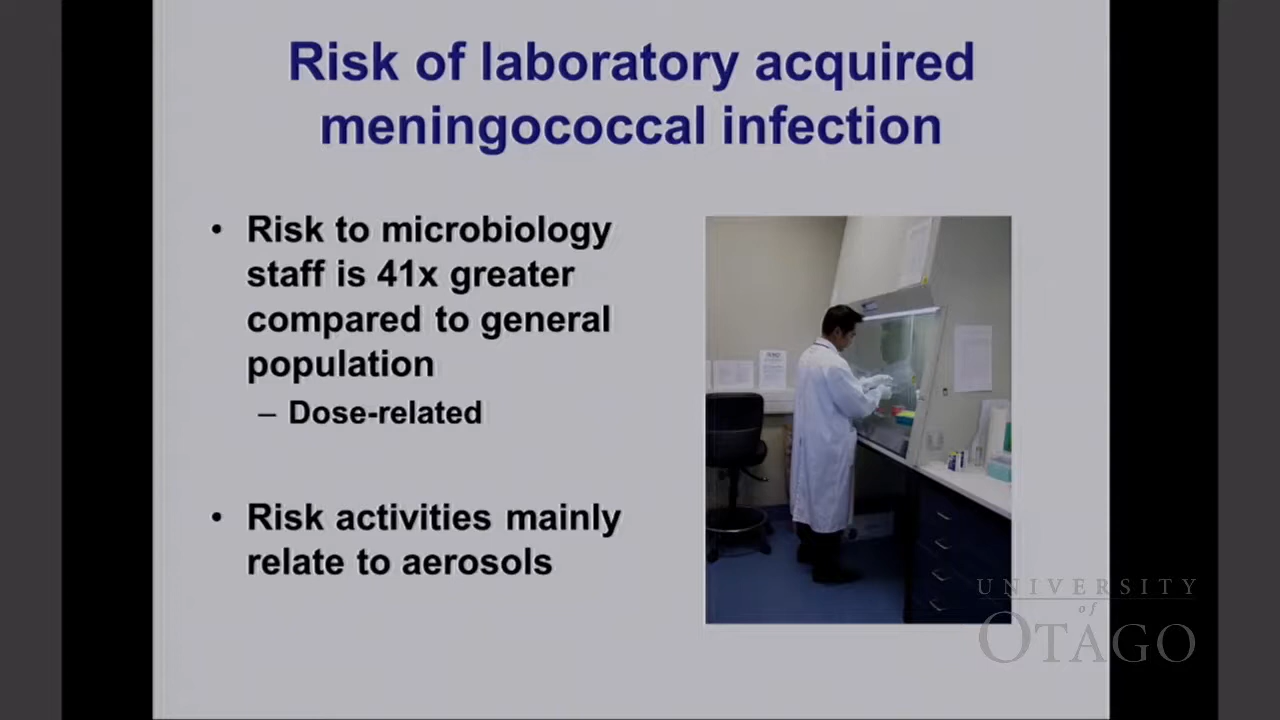 Risk of laboratory acquired
meningococcal infection
• Risk to microbiology
staff is 41x greater
compared to general
population
– Dose-related
• Risk activities mainly
relate to aerosols
UNIVERSITY
of
OTAGO